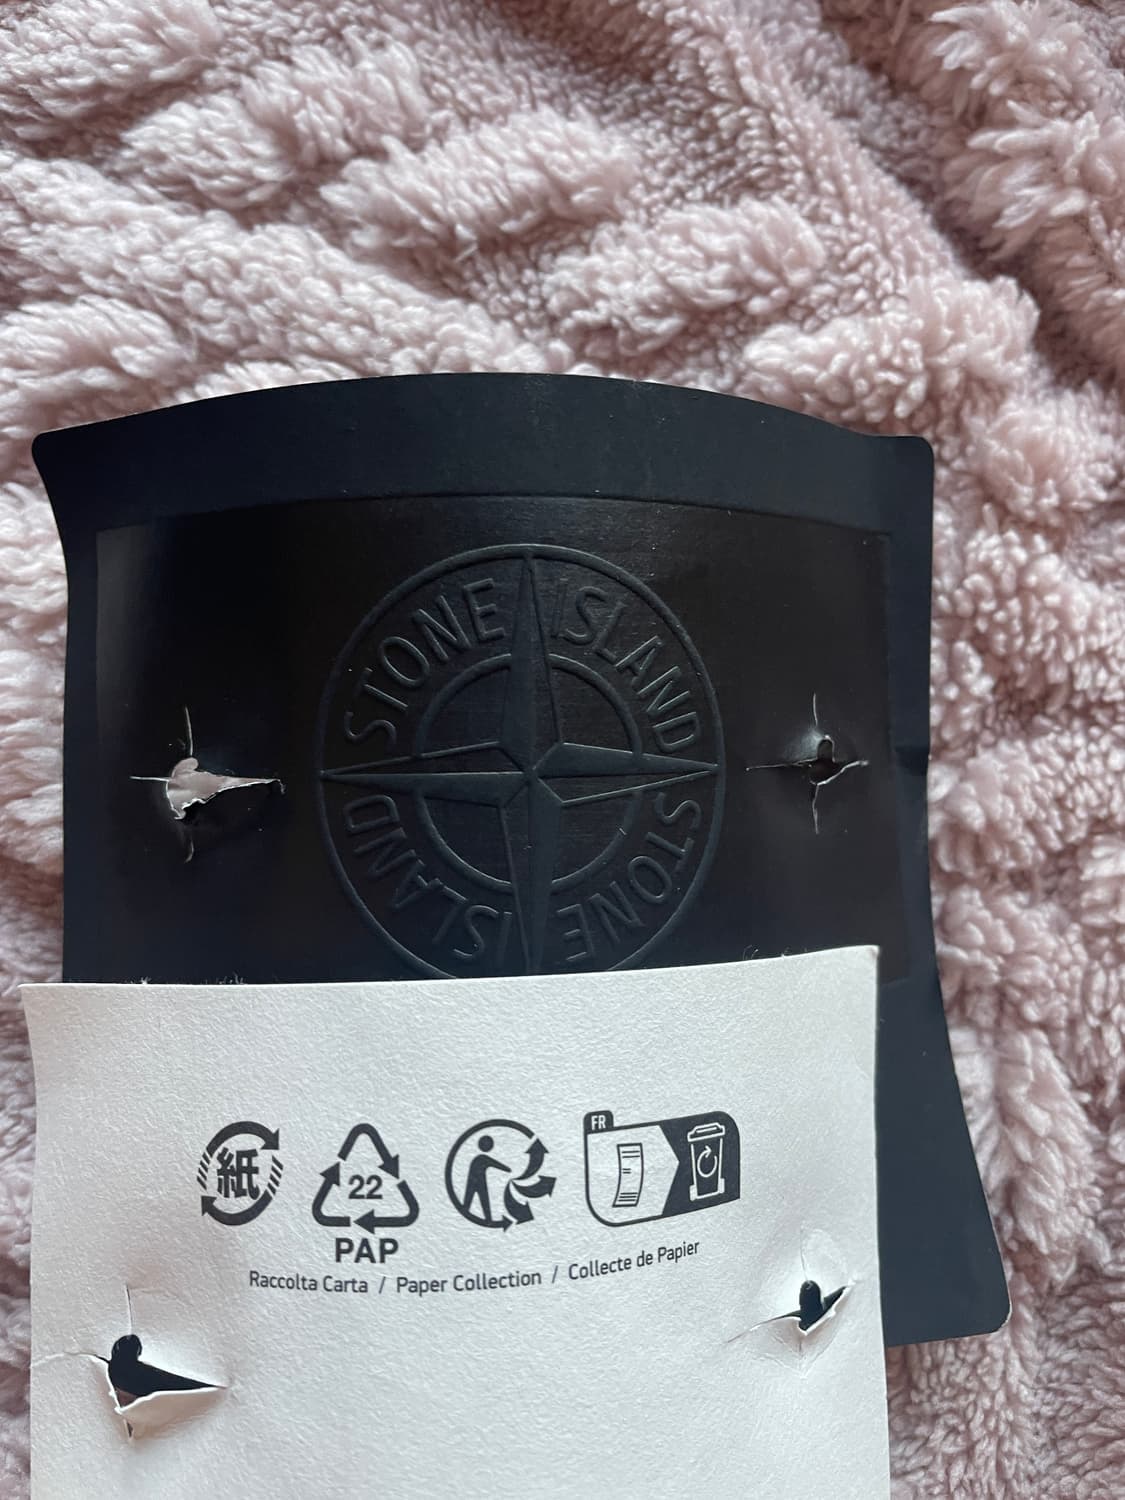 STONE ISLAND
STONE ISLAND
紙
22
PAP
FR
Raccolta Carta / Paper Collection / Collecte de Papier